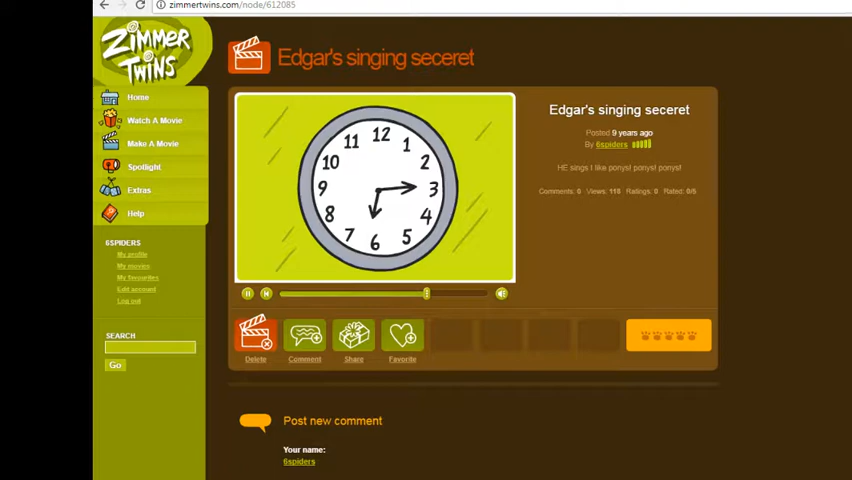 zimmertwins.com/node/612085
ZIMMER
TWINS
Edgar's singing seceret
Home
Watch A Movie
Make A Movie
Spotlight
Extras
Help
12
11 1
10 2
9 3
8 4
7 5
6
Edgar's singing seceret
Posted 9 years ago
By 6spiders
HE sings I like ponys! ponys! ponys!
Comments: 0 Views: 118 Ratings: 0 Rated: 0/5
6SPIDERS
My profile
My movies
My favourites
Edit account
Log out
SEARCH
Go
Delete Comment Share Favorite
Post new comment
Your name:
6spiders